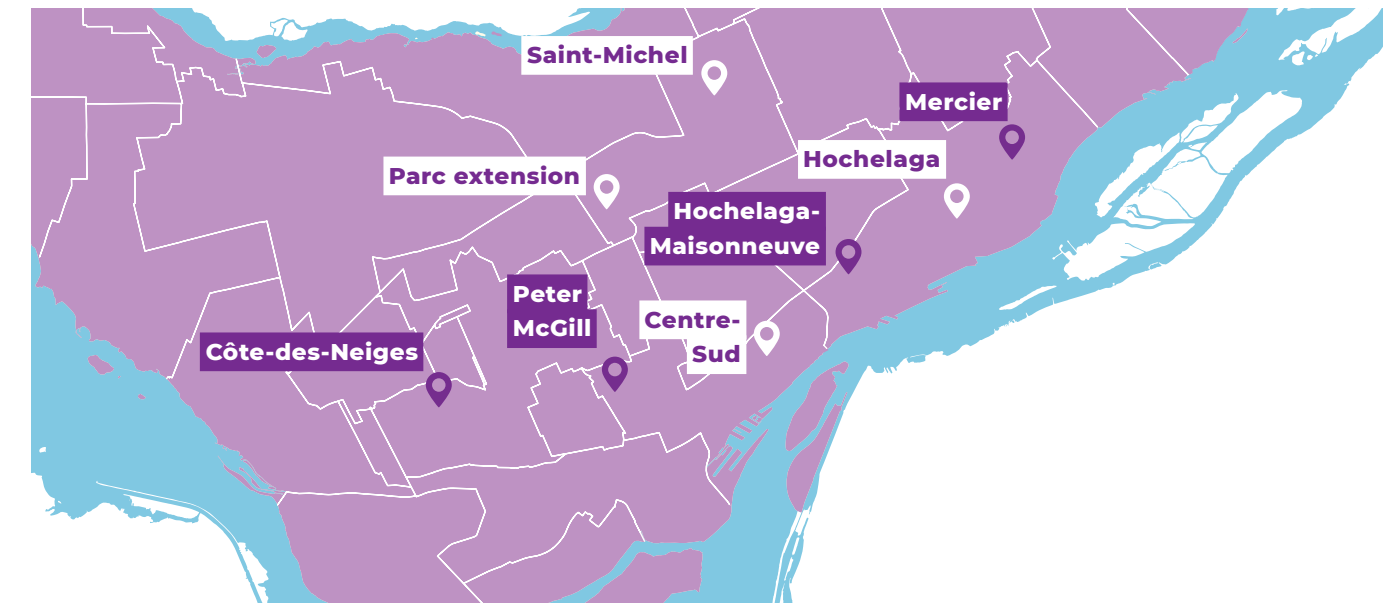 Saint-Michel
Mercier
Hochelaga
Parc extension
Hochelaga-
Maisonneuve
Peter
McGill
Centre-
Sud
Côte-des-Neiges